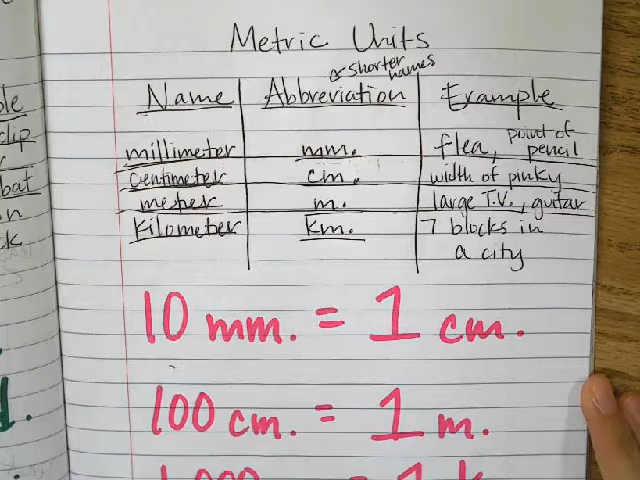 Metric Units
shorter names
Name Abbreviation Example
millimeter mm. flea, point of pencil
centimeter cm. width of pinky
meter m. large T.V., guitar
kilometer km. 7 blocks in a city
10 mm. = 1 cm.
100 cm. = 1 m.